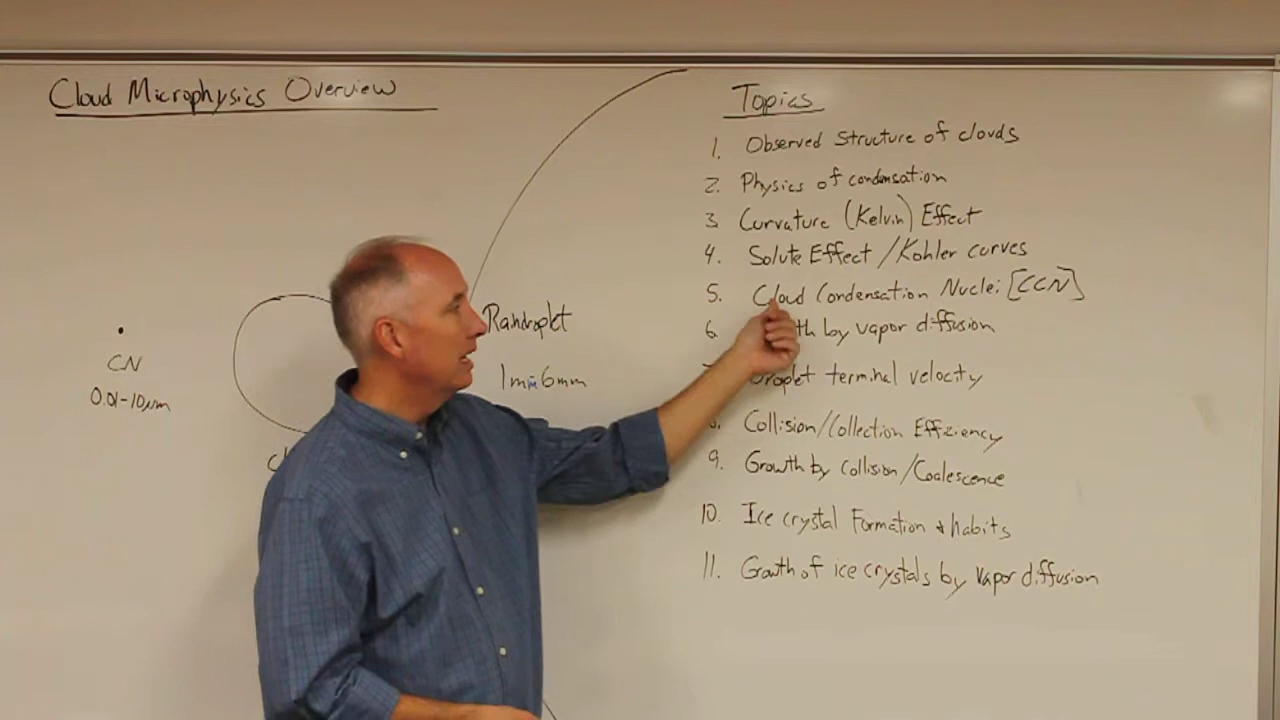 Cloud Microphysics Overview
CN
0.01-10μm
Raindroplet
1mm-6mm
Topics
1. Observed Structure of clouds
2. Physics of condensation
3 Curvature (Kelvin) Effect
4. Solute Effect / Kohler curves
5. Cloud Condensation Nuclei [CCN]
6. by vapor diffusion
Droplet terminal velocity
8. Collision/Collection Efficiency
9. Growth by Collision/Coalescence
10. Ice crystal Formation + habits
11. Growth of ice crystals by vapor diffusion